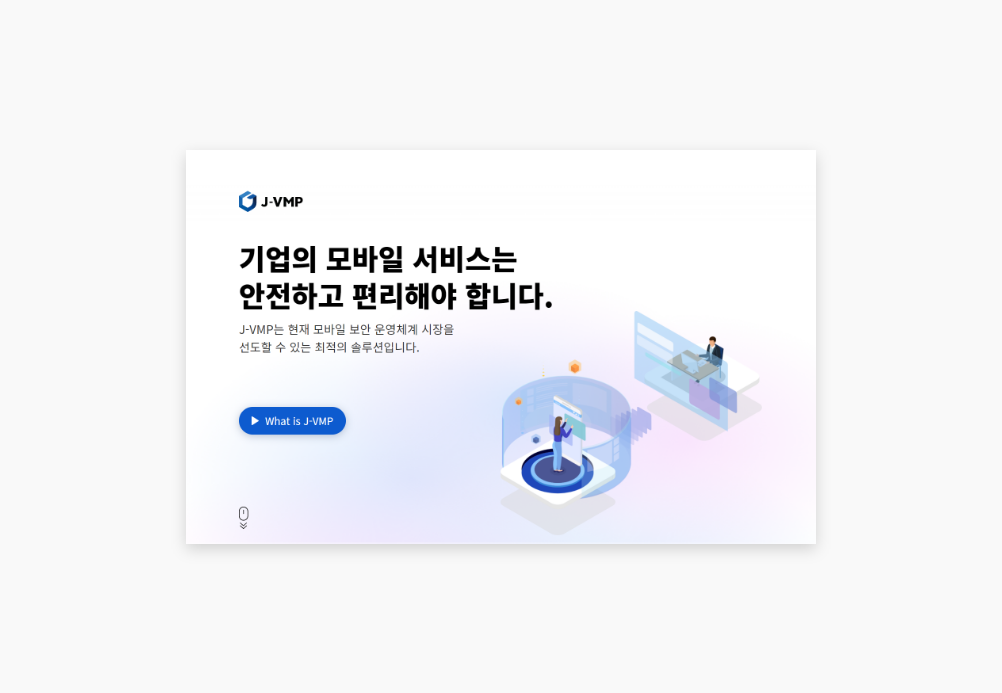 J-VMP
기업의 모바일 서비스는
안전하고 편리해야 합니다.
J-VMP는 현재 모바일 보안 운영체계 시장을
선도할 수 있는 최적의 솔루션입니다.
What is J-VMP